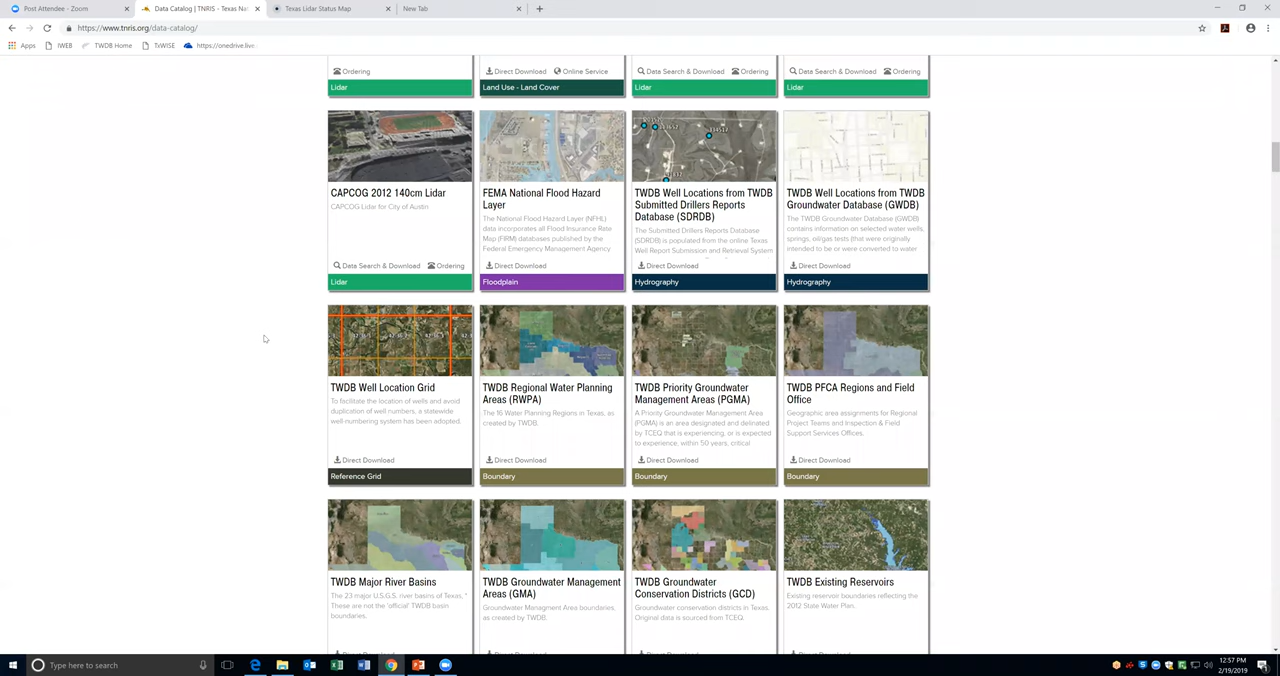 Post Attendee - Zoom
Data Catalog | TNRIS - Texas Nat
Texas Lidar Status Map
New Tab
https://www.tnris.org/data-catalog/
Apps
IWEB
TWDB Home
TxWISE
https://onedrive.live
Ordering
Direct Download
Online Service
Data Search & Download
Ordering
Data Search & Download
Ordering
Lidar
Land Use - Land Cover
Lidar
Lidar
CAPCOG 2012 140cm Lidar
CAPCOG Lidar for City of Austin
Data Search & Download
Ordering
Lidar
FEMA National Flood Hazard
Layer
The National Flood Hazard Layer (NFHL)
data incorporates all Flood Insurance Rate
Map (FIRM) databases published by the
Federal Emergency Management Agency
Direct Download
Floodplain
TWDB Well Locations from TWDB
Submitted Drillers Reports
Database (SDRDB)
The Submitted Drillers Reports Database
(SDRDB) is populated from the online Texas
Well Report Submission and Retrieval System
Direct Download
Hydrography
TWDB Well Locations from TWDB
Groundwater Database (GWDB)
The TWDB Groundwater Database (GWDB)
contains information on selected water wells,
springs, oil/gas tests (that were originally
intended to be or were converted to water
Direct Download
Hydrography
TWDB Well Location Grid
To facilitate the location of wells and avoid
duplication of well numbers, a statewide
well-numbering system has been adopted.
Direct Download
Reference Grid
TWDB Regional Water Planning
Areas (RWPA)
The 16 Water Planning Regions in Texas, as
created by TWDB.
Direct Download
Boundary
TWDB Priority Groundwater
Management Areas (PGMA)
A Priority Groundwater Management Area
(PGMA) is an area designated and delinated
by TCEQ that is experiencing, or is expected
to experience, within 50 years, critical
Direct Download
Boundary
TWDB PFCA Regions and Field
Office
Geographic area assignments for Regional
Project Teams and Inspection & Field
Support Services Offices.
Direct Download
Boundary
TWDB Major River Basins
The 23 major U.S.G.S. river basins of Texas. *
These are not the 'official' TWDB basin
boundaries.
TWDB Groundwater Management
Areas (GMA)
Groundwater Managment Area boundaries,
as created by TWDB.
TWDB Groundwater
Conservation Districts (GCD)
Groundwater conservation districts in Texas.
Original data is sourced from TCEQ.
TWDB Existing Reservoirs
Existing reservoir boundaries reflecting the
2012 State Water Plan.
Type here to search
12:57 PM
2/19/2019